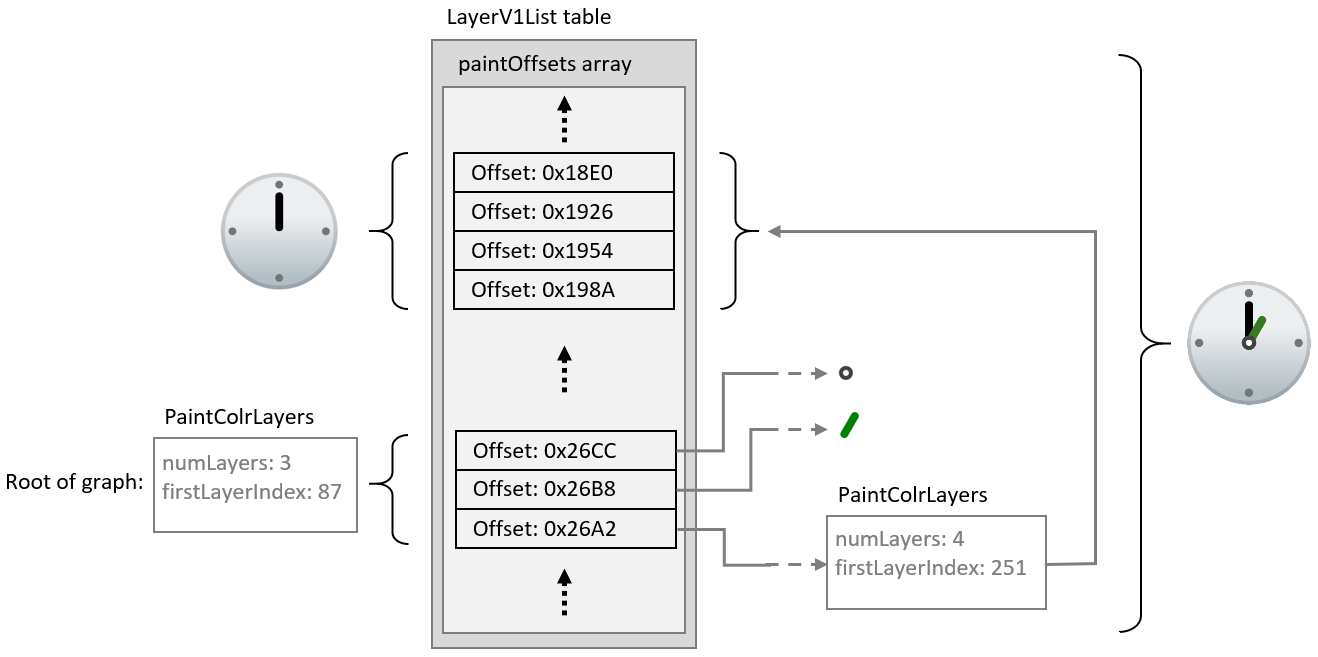 LayerV1List table
paintOffsets array
Offset: 0x18E0
Offset: 0x1926
Offset: 0x1954
Offset: 0x198A
PaintColrLayers
numLayers: 3
firstLayerIndex: 87
Root of graph:
Offset: 0x26CC
Offset: 0x26B8
Offset: 0x26A2
PaintColrLayers
numLayers: 4
firstLayerIndex: 251